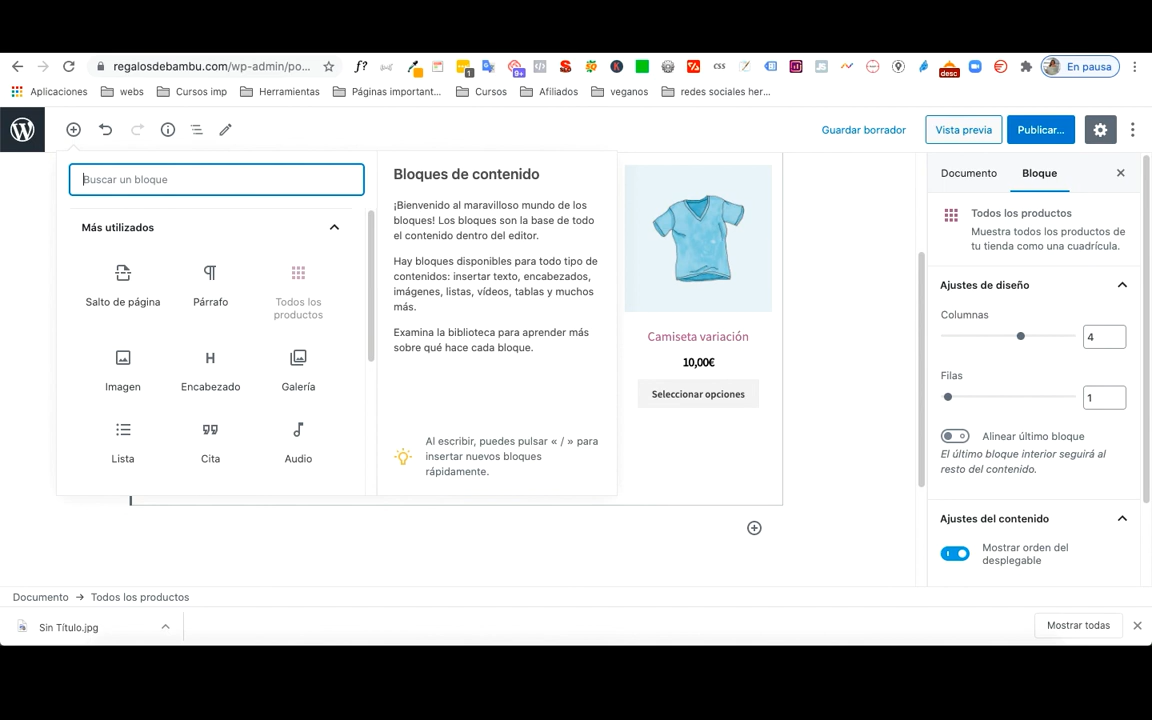 regalosdebambu.com/wp-admin/po...
f?
1
9+
css
desc
En pausa
Aplicaciones
webs
Cursos imp
Herramientas
Páginas important...
Cursos
Afiliados
veganos
redes sociales her...
Guardar borrador
Vista previa
Publicar...
Buscar un bloque
Más utilizados
Salto de página
Párrafo
Todos los
productos
Imagen
Encabezado
Galería
Lista
Cita
Audio
Bloques de contenido
¡Bienvenido al maravilloso mundo de los
bloques! Los bloques son la base de todo
el contenido dentro del editor.
Hay bloques disponibles para todo tipo de
contenidos: insertar texto, encabezados,
imágenes, listas, vídeos, tablas y muchos
más.
Examina la biblioteca para aprender más
sobre qué hace cada bloque.
Al escribir, puedes pulsar « / » para
insertar nuevos bloques
rápidamente.
Camiseta variación
10,00€
Seleccionar opciones
Documento
Bloque
Todos los productos
Muestra todos los productos de
tu tienda como una cuadrícula.
Ajustes de diseño
Columnas
4
Filas
1
Alinear último bloque
El último bloque interior seguirá al
resto del contenido.
Ajustes del contenido
Mostrar orden del
desplegable
Documento → Todos los productos
Sin Título.jpg
Mostrar todas